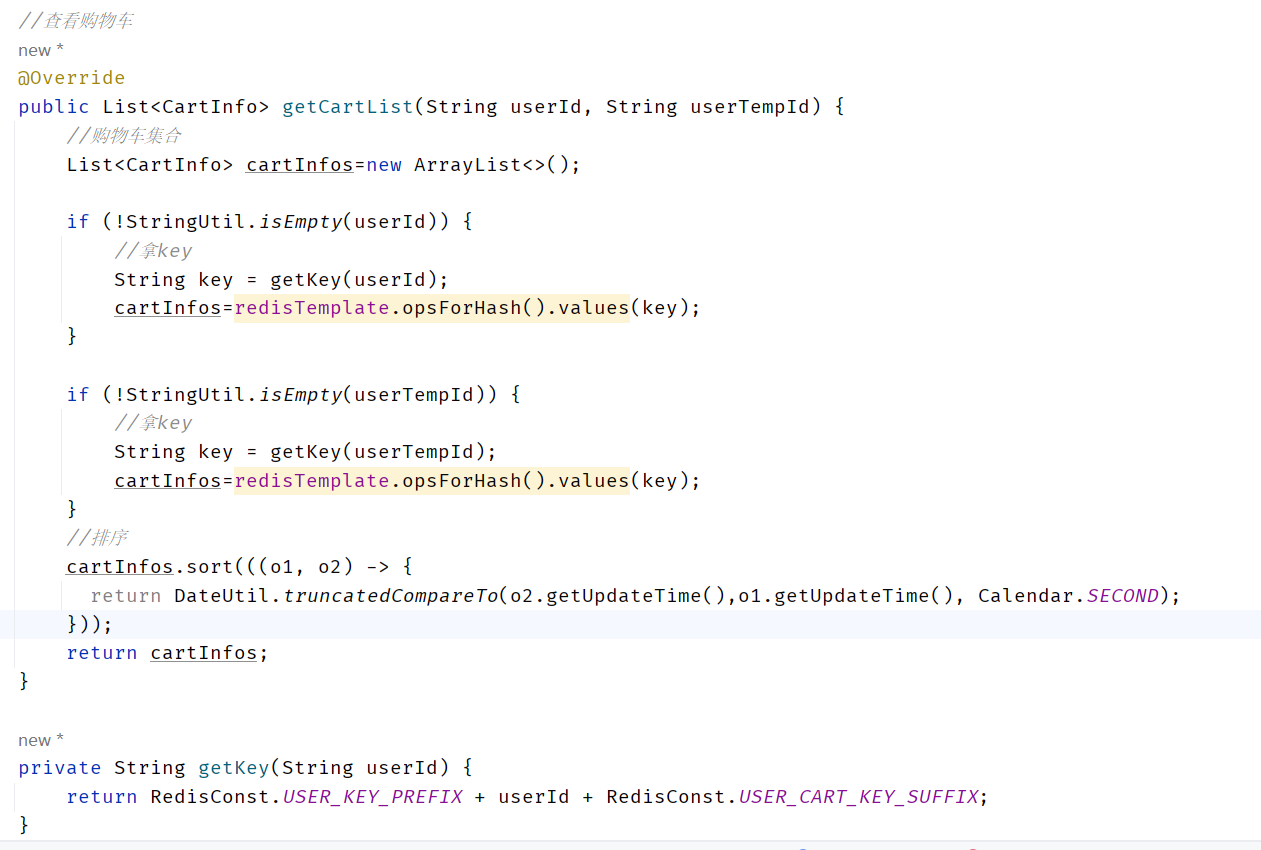 //查看购物车
new *
@Override
public List<CartInfo> getCartList(String userId, String userTempId) {
//购物车集合
List<CartInfo> cartInfos=new ArrayList<>();
if (!StringUtil.isEmpty(userId)) {
//拿key
String key = getKey(userId);
cartInfos=redisTemplate.opsForHash().values(key);
}
if (!StringUtil.isEmpty(userTempId)) {
//拿key
String key = getKey(userTempId);
cartInfos=redisTemplate.opsForHash().values(key);
}
//排序
cartInfos.sort(((o1, o2) -> {
return DateUtil.truncatedCompareTo(o2.getUpdateTime(),o1.getUpdateTime(), Calendar.SECOND);
}));
return cartInfos;
}
new *
private String getKey(String userId) {
return RedisConst.USER_KEY_PREFIX + userId + RedisConst.USER_CART_KEY_SUFFIX;
}